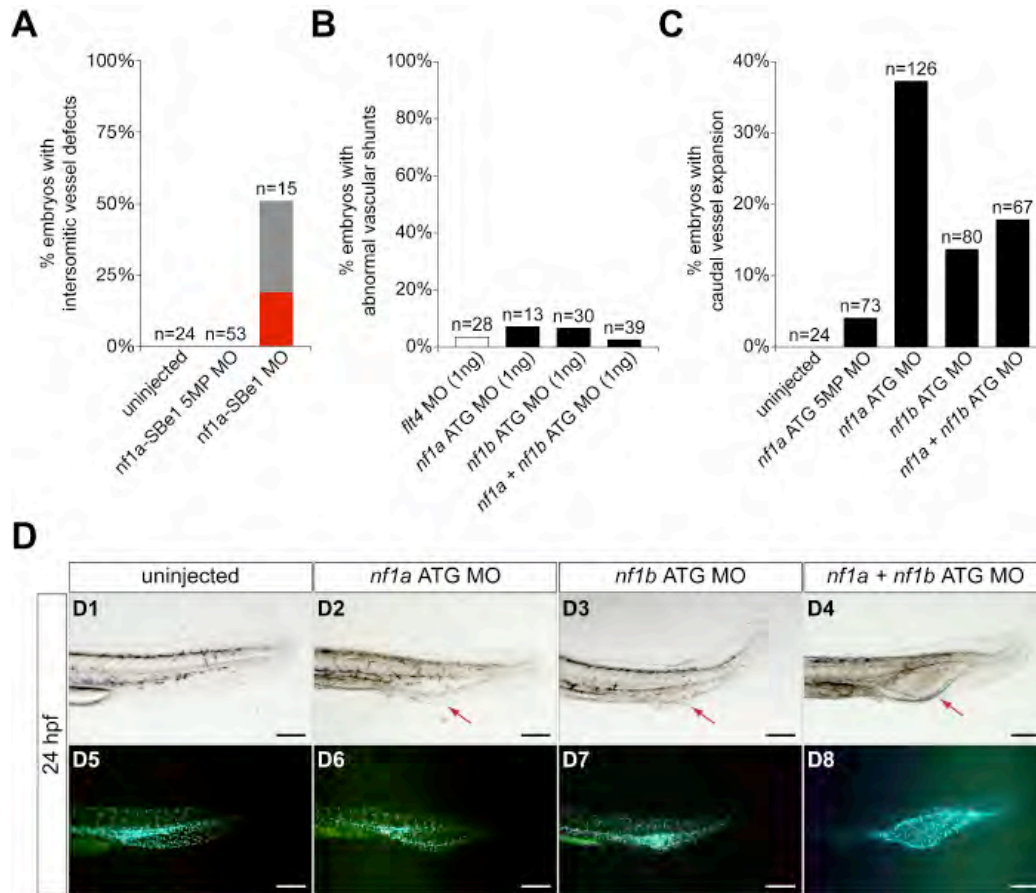 A
% embryos with
intersomitic vessel defects
100%
75%
50%
25%
0%
n=24
n=53
n=15
uninjected
nf1a-SBe1 5MP MO
nf1a-SBe1 MO
B
% embryos with
abnormal vascular shunts
100%
80%
60%
40%
20%
0%
n=28
n=13
n=30
n=39
flt4 MO (1ng)
nf1a ATG MO (1ng)
nf1b ATG MO (1ng)
nf1a + nf1b ATG MO (1ng)
C
% embryos with
caudal vessel expansion
40%
30%
20%
10%
0%
n=24
n=73
n=126
n=80
n=67
uninjected
nf1a ATG 5MP MO
nf1a ATG MO
nf1b ATG MO
nf1a + nf1b ATG MO
D
uninjected
nf1a ATG MO
nf1b ATG MO
nf1a + nf1b ATG MO
24 hpf
D1
D2
D3
D4
D5
D6
D7
D8